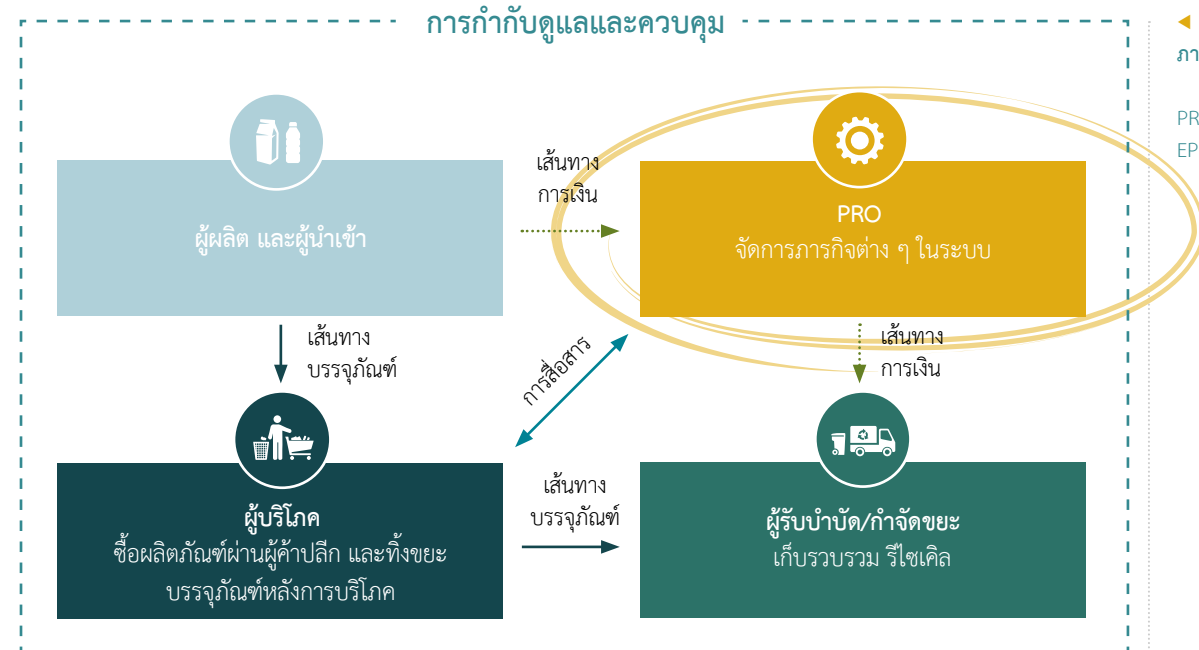 การกำกับดูแลและควบคุม
ภา
PR
EP
เส้นทาง
การเงิน
ผู้ผลิต และผู้นำเข้า
PRO
จัดการภารกิจต่าง ๆ ในระบบ
เส้นทาง
บรรจุภัณฑ์
การสื่อสาร
เส้นทาง
การเงิน
เส้นทาง
บรรจุภัณฑ์
ผู้บริโภค
ซื้อผลิตภัณฑ์ผ่านผู้ค้าปลีก และทิ้งขยะ
บรรจุภัณฑ์หลังการบริโภค
ผู้รับบำบัด/กำจัดขยะ
เก็บรวบรวม รีไซเคิล